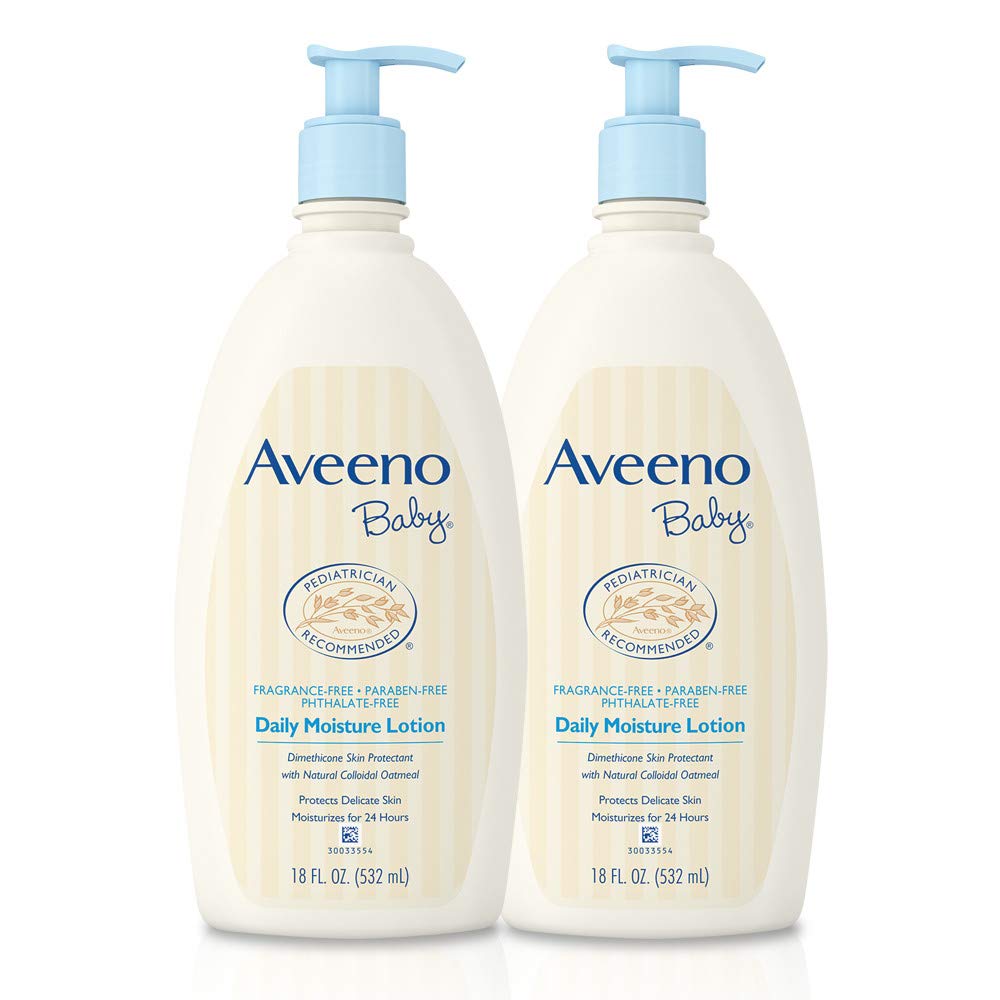 Aveeno
Baby®
PEDIATRICIAN
Aveeno®
RECOMMENDED®
FRAGRANCE-FREE • PARABEN-FREE
PHTHALATE-FREE
Daily Moisture Lotion
Dimethicone Skin Protectant
with Natural Colloidal Oatmeal
Protects Delicate Skin
Moisturizes for 24 Hours
30033554
18 FL. OZ. (532 mL)
Aveeno
Baby®
PEDIATRICIAN
Aveeno®
RECOMMENDED®
FRAGRANCE-FREE • PARABEN-FREE
PHTHALATE-FREE
Daily Moisture Lotion
Dimethicone Skin Protectant
with Natural Colloidal Oatmeal
Protects Delicate Skin
Moisturizes for 24 Hours
30033554
18 FL. OZ. (532 mL)